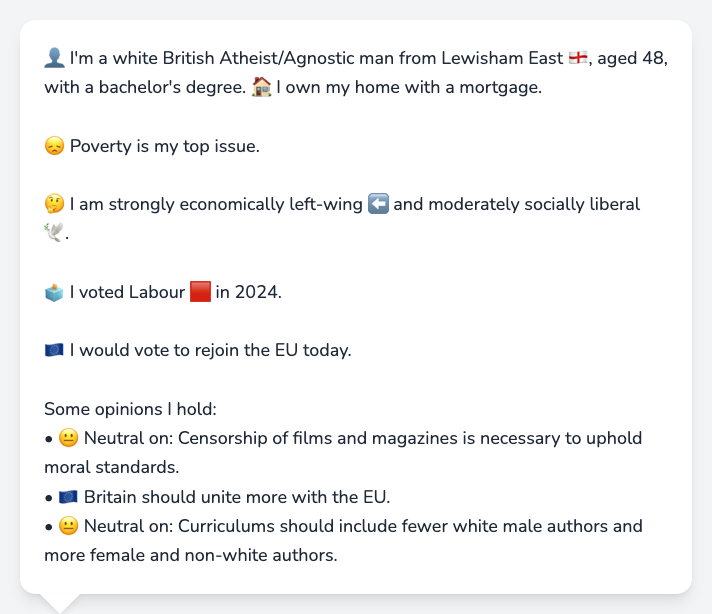 👤 I'm a white British Atheist/Agnostic man from Lewisham East 🏴󠁧󠁢󠁥󠁮󠁧󠁿, aged 48,
with a bachelor's degree. 🏠 I own my home with a mortgage.
😞 Poverty is my top issue.
🤔 I am strongly economically left-wing ⬅️ and moderately socially liberal
🕊️.
🗳️ I voted Labour 🟥 in 2024.
🇪🇺 I would vote to rejoin the EU today.
Some opinions I hold:
• 😐 Neutral on: Censorship of films and magazines is necessary to uphold
moral standards.
• 🇪🇺 Britain should unite more with the EU.
• 😐 Neutral on: Curriculums should include fewer white male authors and
more female and non-white authors.